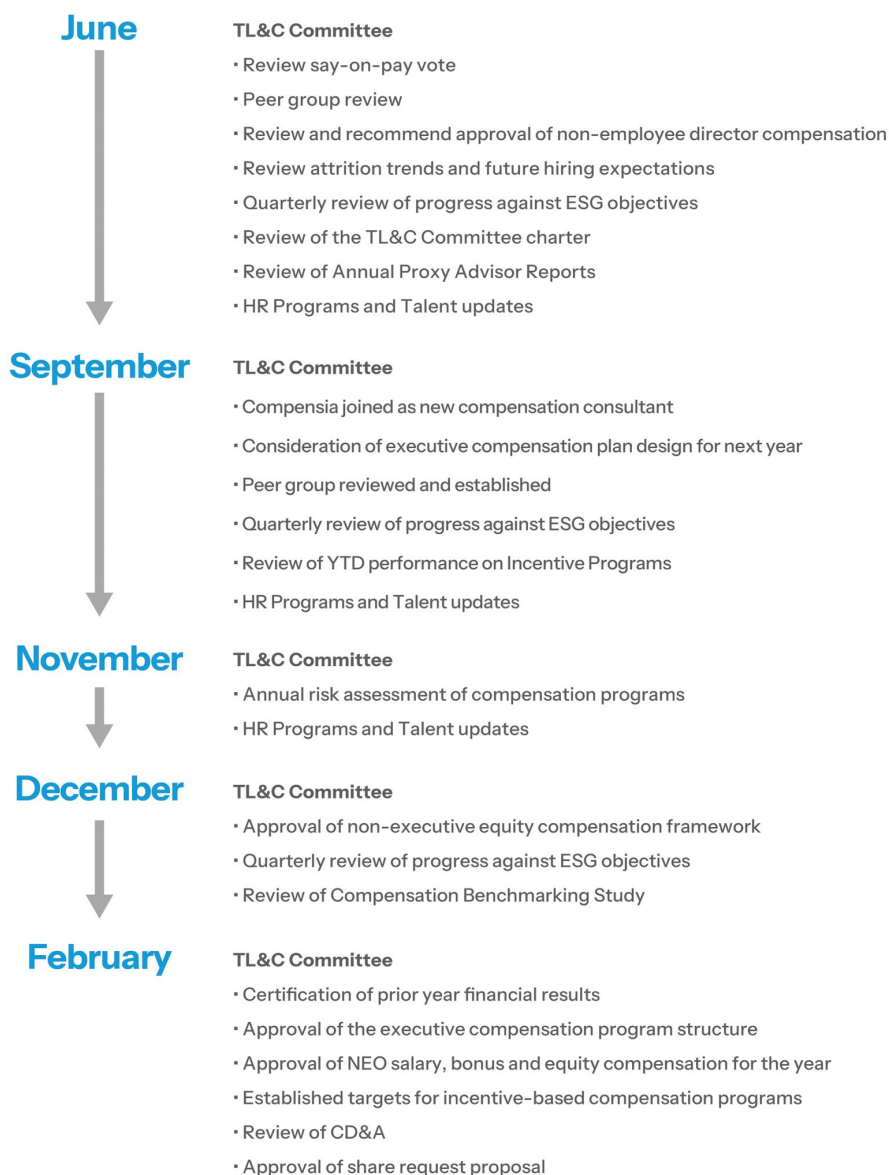 June
TL&C Committee
· Review say-on-pay vote
· Peer group review
· Review and recommend approval of non-employee director compensation
· Review attrition trends and future hiring expectations
· Quarterly review of progress against ESG objectives
· Review of the TL&C Committee charter
· Review of Annual Proxy Advisor Reports
· HR Programs and Talent updates
September
TL&C Committee
· Compensia joined as new compensation consultant
· Consideration of executive compensation plan design for next year
· Peer group reviewed and established
· Quarterly review of progress against ESG objectives
· Review of YTD performance on Incentive Programs
· HR Programs and Talent updates
November
TL&C Committee
· Annual risk assessment of compensation programs
· HR Programs and Talent updates
December
TL&C Committee
· Approval of non-executive equity compensation framework
· Quarterly review of progress against ESG objectives
· Review of Compensation Benchmarking Study
February
TL&C Committee
· Certification of prior year financial results
· Approval of the executive compensation program structure
· Approval of NEO salary, bonus and equity compensation for the year
· Established targets for incentive-based compensation programs
· Review of CD&A
· Approval of share request proposal